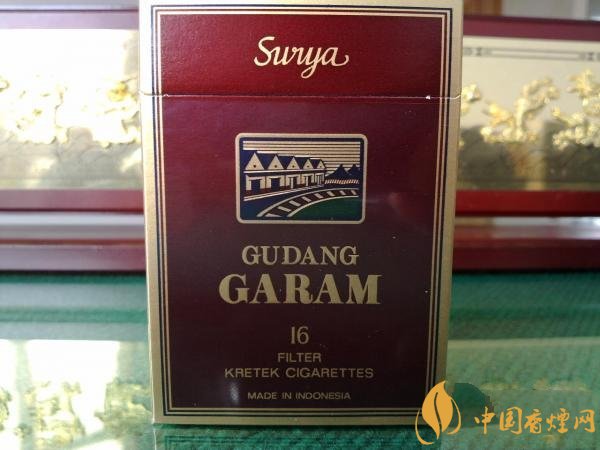 Surya
GUDANG
GARAM
16
FILTER
KRETEK CIGARETTES
MADE IN INDONESIA
中国香烟网